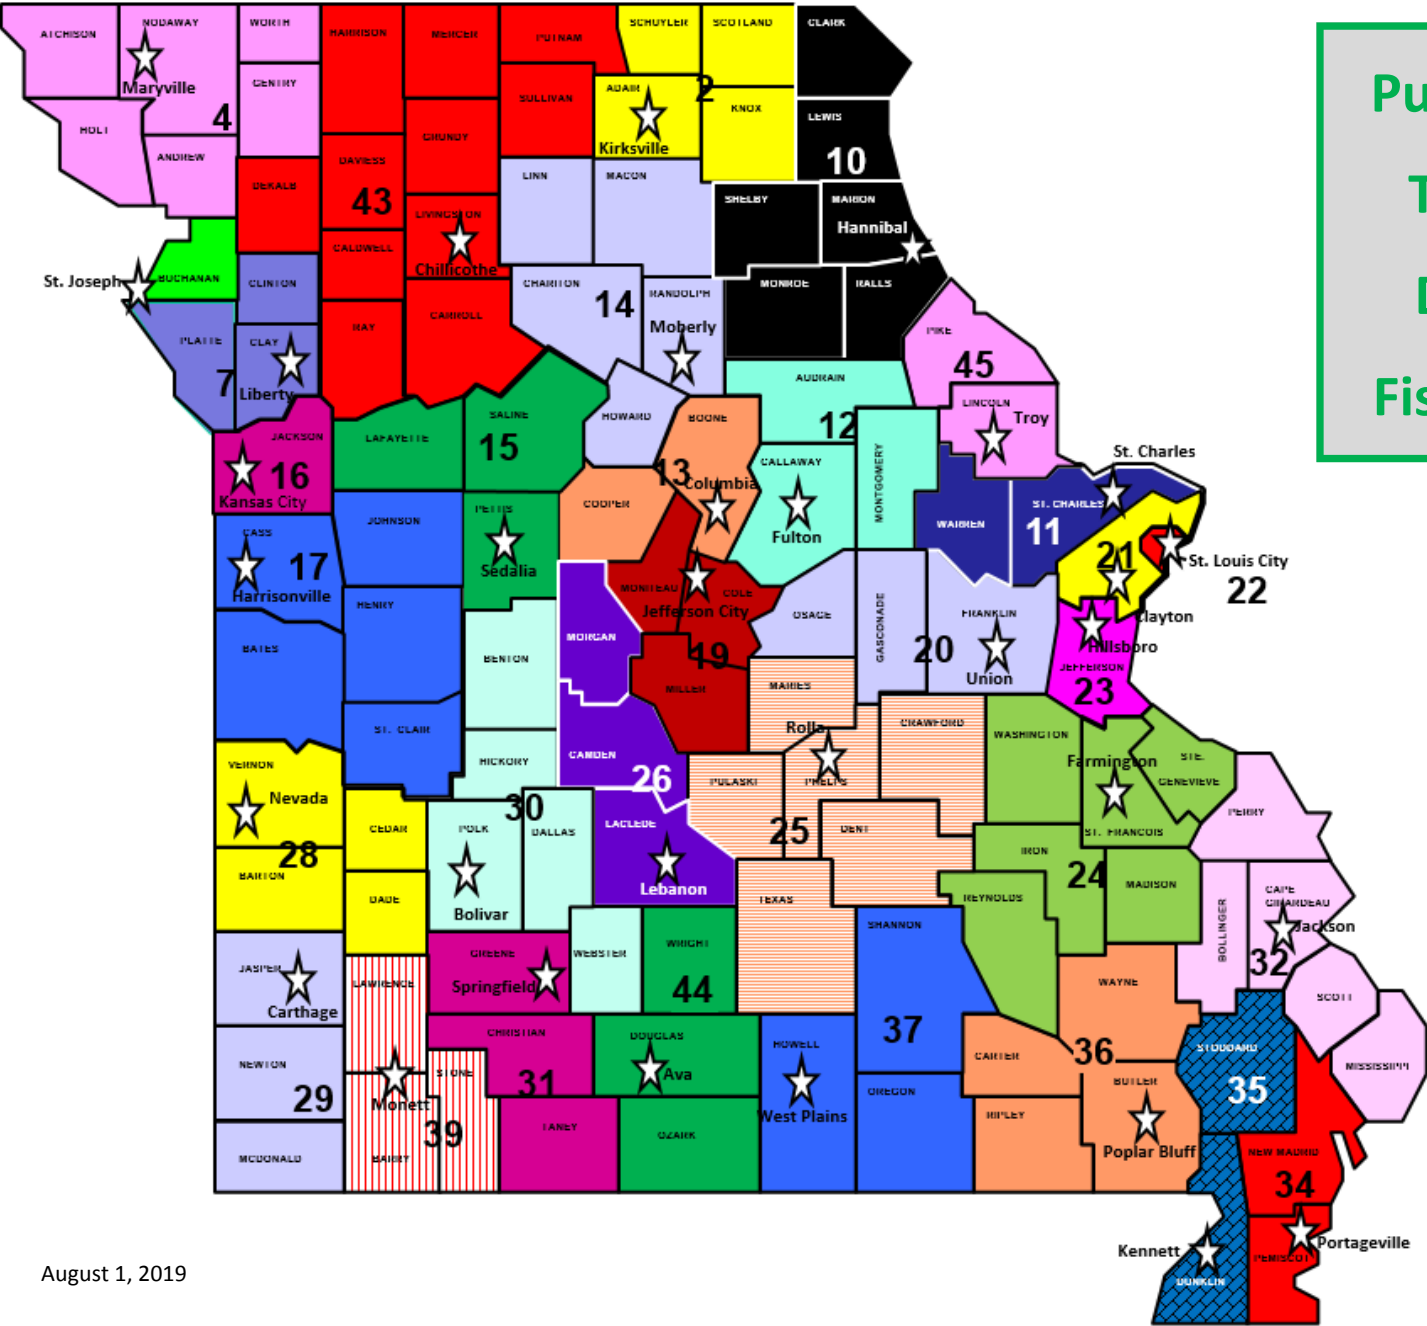 ATCHISON
NODAWAY
WORTH
HARRISON
MERCER
PUTNAM
SCHUYLER
SCOTLAND
CLARK
Maryville
GENTRY
SULLIVAN
ADAIR
2
KNOX
LEWIS
HOLT
4
Kirksville
ANDREW
DAVIESS
GRUNDY
10
DEKALB
43
LINN
MACON
SHELBY
MARION
Hannibal
LIVINGSTON
CALDWELL
Chillicothe
St. Joseph
BUCHANAN
CLINTON
CHARITON
14
RANDOLPH
MONROE
RALLS
PLATTE
CLAY
RAY
CARROLL
Moberly
PIKE
7
Liberty
AUDRAIN
45
LINCOLN
Troy
JACKSON
16
Kansas City
LAFAYETTE
SALINE
15
HOWARD
BOONE
12
13
Columbia
CALLAWAY
MONTGOMERY
St. Charles
COOPER
Fulton
WARREN
ST. CHARLES
11
JOHNSON
PETTIS
Sedalia
CASS
17
Harrisonville
21
St. Louis City
22
Clayton
HENRY
MONITEAU
COLE
Jefferson City
OSAGE
GASCONADE
20
FRANKLIN
Union
Hillsboro
JEFFERSON
23
BATES
BENTON
MORGAN
19
MILLER
MARIES
ST. CLAIR
HICKORY
CAMDEN
26
Rolla
PULASKI
PHELPS
CRAWFORD
WASHINGTON
Farmington
STE.
GENEVIEVE
VERNON
Nevada
CEDAR
POLK
30
DALLAS
LACLEDE
Lebanon
25
DENT
IRON
ST. FRANCOIS
PERRY
28
BARTON
DADE
Bolivar
TEXAS
REYNOLDS
24
MADISON
CAPE
GIRARDEAU
Jackson
BOLLINGER
32
JASPER
Carthage
LAWRENCE
GREENE
Springfield
WEBSTER
WRIGHT
44
SHANNON
WAYNE
SCOTT
NEWTON
29
CHRISTIAN
31
DOUGLAS
Ava
HOWELL
West Plains
37
OREGON
CARTER
36
STODDARD
35
MISSISSIPPI
STONE
Monett
39
BARRY
TANEY
OZARK
RIPLEY
BUTLER
Poplar Bluff
MCDONALD
NEW MADRID
34
Kennett
DUNKLIN
PEMISCOT
Portageville
August 1, 2019
Pu
T
D
Fis